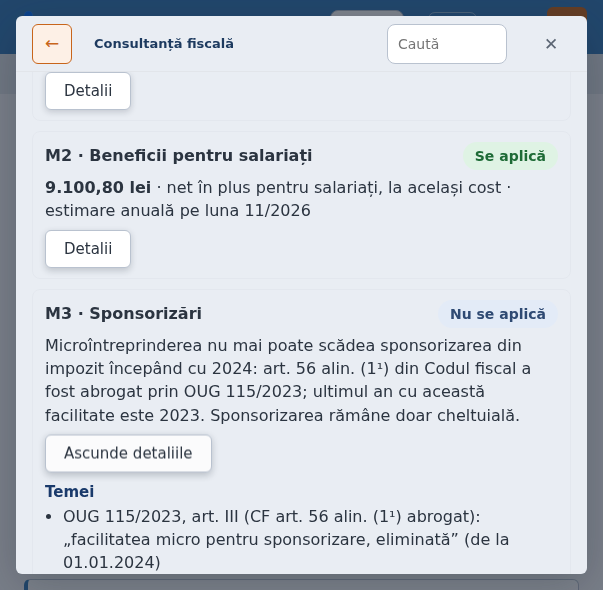 ←
Consultanță fiscală
Caută
✕
Detalii
M2 · Beneficii pentru salariați
Se aplică
9.100,80 lei · net în plus pentru salariați, la același cost ·
estimare anuală pe luna 11/2026
Detalii
M3 · Sponsorizări
Nu se aplică
Microîntreprinderea nu mai poate scădea sponsorizarea din
impozit începând cu 2024: art. 56 alin. (1¹) din Codul fiscal a
fost abrogat prin OUG 115/2023; ultimul an cu această
facilitate este 2023. Sponsorizarea rămâne doar cheltuială.
Ascunde detaliile
Temei
• OUG 115/2023, art. III (CF art. 56 alin. (1¹) abrogat):
„facilitatea micro pentru sponsorizare, eliminată” (de la
01.01.2024)